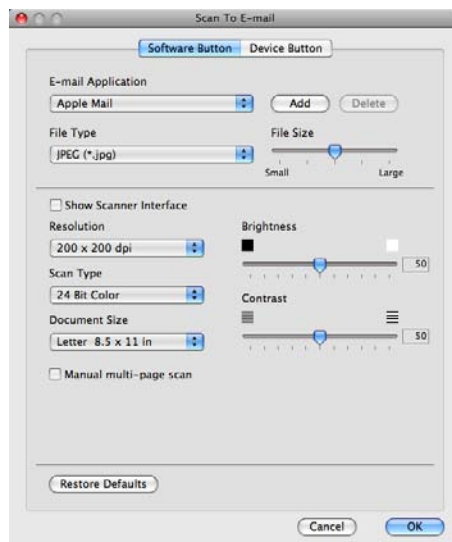 Scan To E-mail
Software Button Device Button
E-mail Application
Apple Mail Add Delete
File Type File Size
JPEG (*.jpg)
Small Large
Show Scanner Interface
Resolution Brightness
200 x 200 dpi
50
Scan Type
24 Bit Color Contrast
Document Size
Letter 8.5 x 11 in 50
Manual multi-page scan
Restore Defaults
Cancel OK